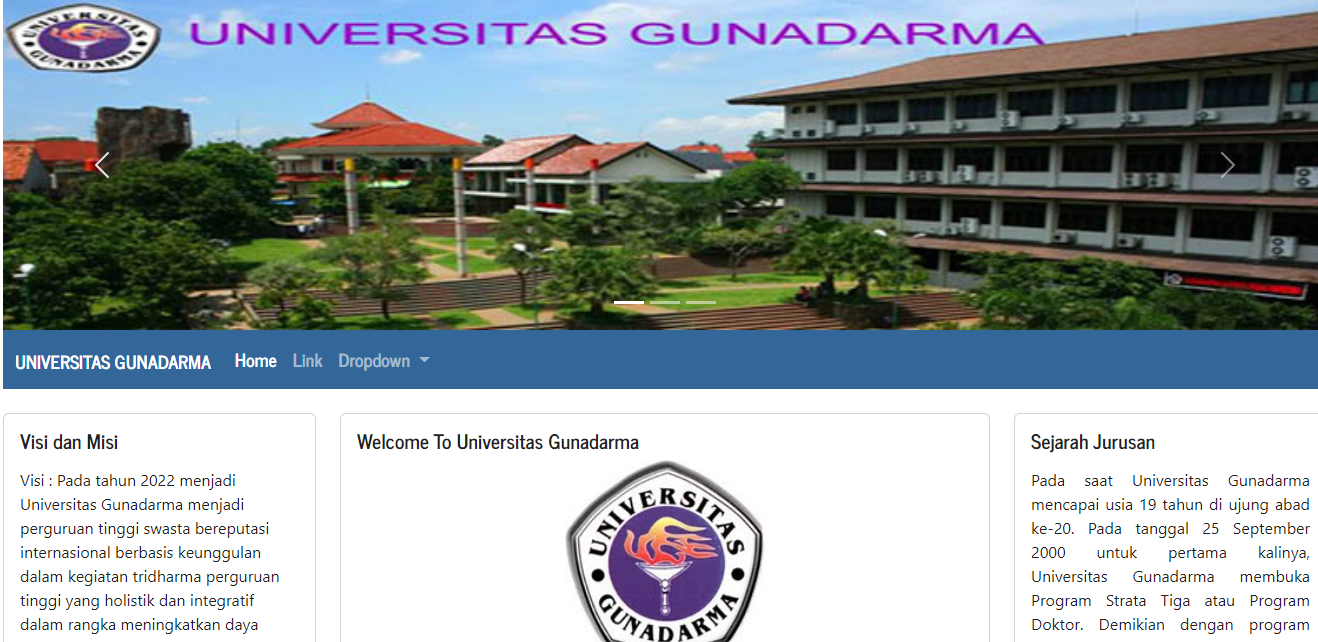 UNIVERSITAS GUNADARMA
UNIVERSITAS
GUNADARMA
UNIVERSITAS GUNADARMA
Home
Link
Dropdown
Visi dan Misi
Visi : Pada tahun 2022 menjadi
Universitas Gunadarma menjadi
perguruan tinggi swasta bereputasi
internasional berbasis keunggulan
dalam kegiatan tridharma perguruan
tinggi yang holistik dan integratif
dalam rangka meningkatkan daya
Welcome To Universitas Gunadarma
UNIVERSITAS
GUNADARMA
Sejarah Jurusan
Pada saat Universitas Gunadarma
mencapai usia 19 tahun di ujung abad
ke-20. Pada tanggal 25 September
2000 untuk pertama kalinya,
Universitas Gunadarma membuka
Program Strata Tiga atau Program
Doktor. Demikian dengan program